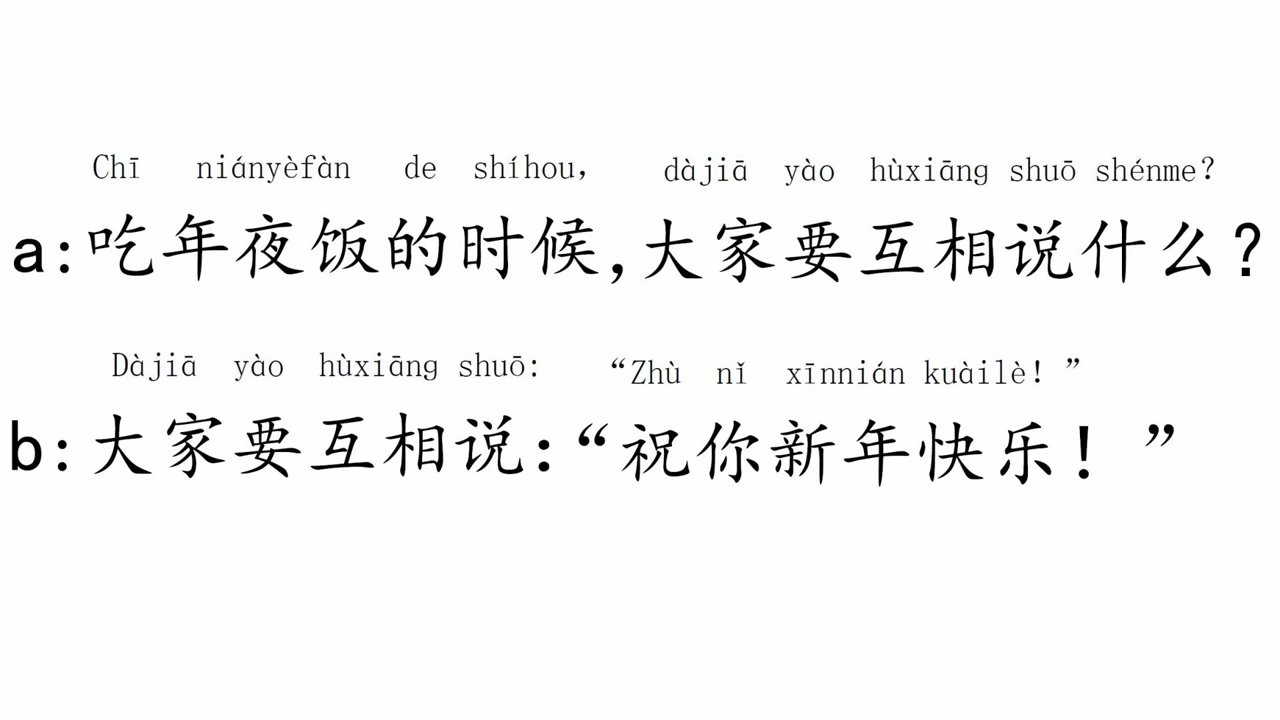 Chī niányèfàn de shíhou, dàjiā yào hùxiāng shuō shénme?
a:吃年夜饭的时候,大家要互相说什么?
Dàjiā yào hùxiāng shuō: “Zhù nǐ xīnnián kuàilè! ”
b:大家要互相说:“祝你新年快乐! ”